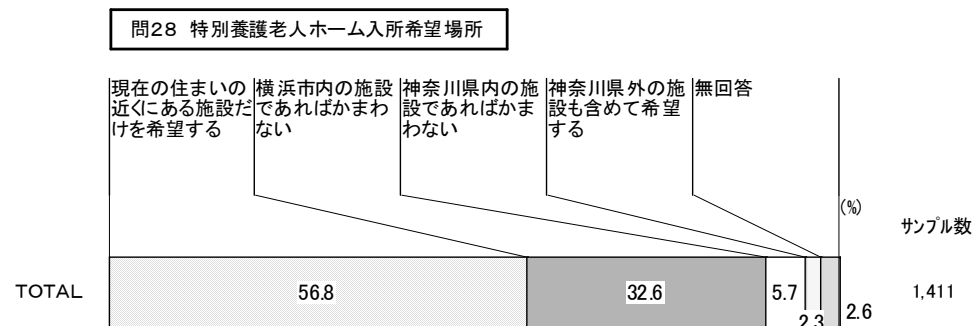 問28 特別養護老人ホーム入所希望場所
現在の住まいの
近くにある施設だ
けを希望する
横浜市内の施設
であればかまわ
ない
神奈川県内の施
設であればかま
わない
神奈川県外の施
設も含めて希望
する
無回答
(%)
サンプル数
TOTAL
56.8
32.6
5.7
2.3
2.6
1,411